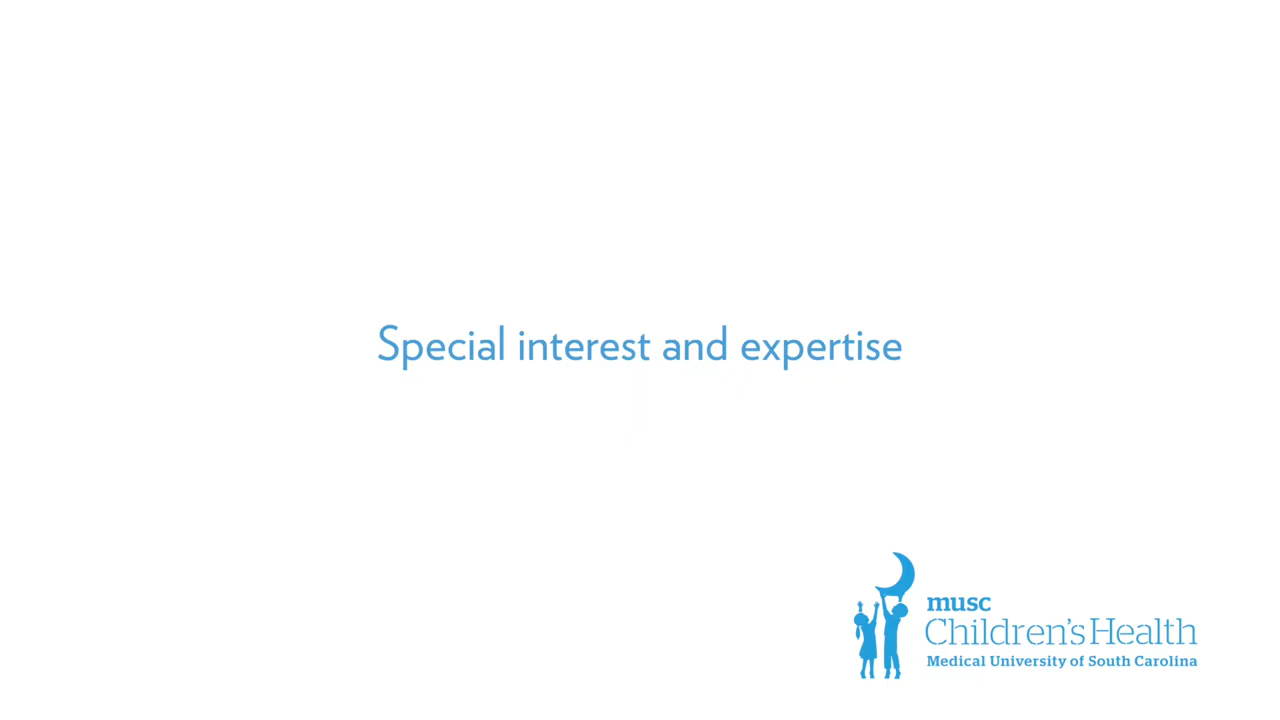 Special interest and expertise
musc
Children's Health
Medical University of South Carolina